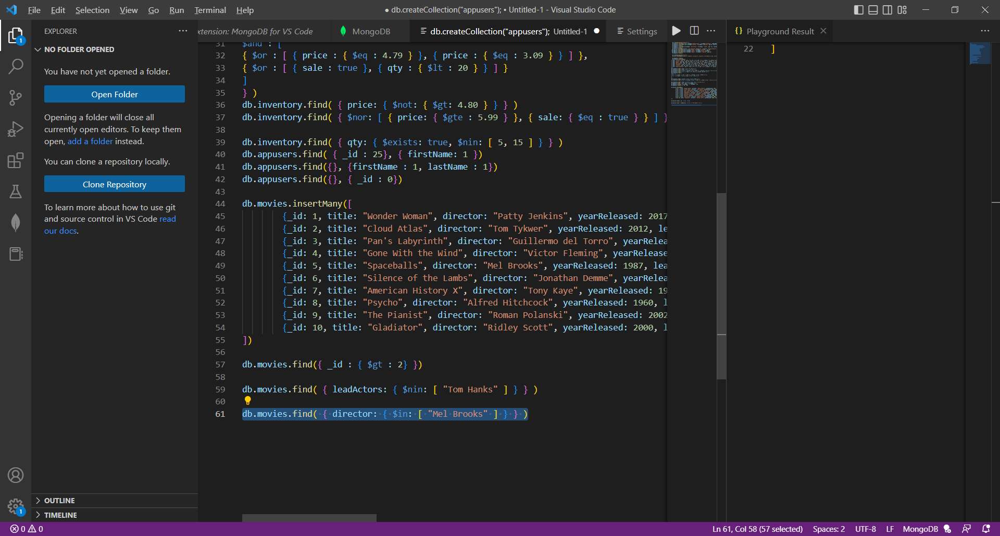 File Edit Selection View Go Run Terminal Help
● db.createCollection("appusers"); • Untitled-1 - Visual Studio Code
EXPLORER
NO FOLDER OPENED
You have not yet opened a folder.
Open Folder
Opening a folder will close all
currently open editors. To keep them
open, add a folder instead.
You can clone a repository locally.
Clone Repository
To learn more about how to use git
and source control in VS Code read
our docs.
OUTLINE
TIMELINE
1
1
xtension: MongoDB for VS Code
MongoDB
db.createCollection("appusers"); Untitled-1
Settings
31 $and : [
32 { $or : [ { price : { $eq : 4.79 } }, { price : { $eq : 3.09 } } ] },
33 { $or : [ { sale : true }, { qty : { $lt : 20 } } ] }
34 ]
35 } )
36 db.inventory.find( { price: { $not: { $gt: 4.80 } } } )
37 db.inventory.find( { $nor: [ { price: { $gte : 5.99 } }, { sale: { $eq : true } } ] }
38
39 db.inventory.find( { qty: { $exists: true, $nin: [ 5, 15 ] } } )
40 db.appusers.find( { _id : 25}, { firstName: 1 })
41 db.appusers.find({}, {firstName : 1, lastName : 1})
42 db.appusers.find({}, { _id : 0})
43
44 db.movies.insertMany([
45 {_id: 1, title: "Wonder Woman", director: "Patty Jenkins", yearReleased: 2017
46 {_id: 2, title: "Cloud Atlas", director: "Tom Tykwer", yearReleased: 2012, le
47 {_id: 3, title: "Pan's Labyrinth", director: "Guillermo del Torro", yearRelea
48 {_id: 4, title: "Gone With the Wind", director: "Victor Fleming", yearRelease
49 {_id: 5, title: "Spaceballs", director: "Mel Brooks", yearReleased: 1987, lea
50 {_id: 6, title: "Silence of the Lambs", director: "Jonathan Demme", yearRelea
51 {_id: 7, title: "American History X", director: "Tony Kaye", yearReleased: 19
52 {_id: 8, title: "Psycho", director: "Alfred Hitchcock", yearReleased: 1960, l
53 {_id: 9, title: "The Pianist", director: "Roman Polanski", yearReleased: 2002
54 {_id: 10, title: "Gladiator", director: "Ridley Scott", yearReleased: 2000, l
55 ])
56
57 db.movies.find({ _id : { $gt : 2} })
58
59 db.movies.find( { leadActors: { $nin: [ "Tom Hanks" ] } } )
60
61 db.movies.find( { director: { $in: [ "Mel Brooks" ] } } )
{} Playground Result
22 ]
0 0
Ln 61, Col 58 (57 selected) Spaces: 2 UTF-8 LF MongoDB